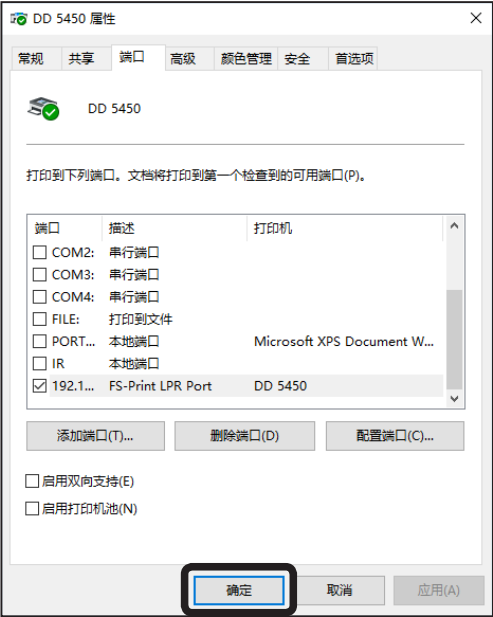 DD 5450 属性
常规 共享 端口 高级 颜色管理 安全 首选项
DD 5450
打印到下列端口。文档将打印到第一个检查到的可用端口(P)。
端口 描述 打印机
COM2: 串行端口
COM3: 串行端口
COM4: 串行端口
FILE: 打印到文件
PORT... 本地端口 Microsoft XPS Document W...
IR 本地端口
192.1... FS-Print LPR Port DD 5450
添加端口(T)... 删除端口(D) 配置端口(C)...
启用双向支持(E)
启用打印机池(N)
确定 取消 应用(A)